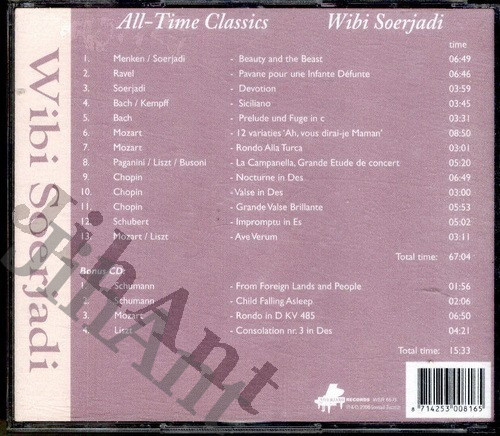 All-Time Classics Wibi Soerjadi
time
1. Menken / Soerjadi - Beauty and the Beast 06:49
2. Ravel - Pavane pour une Infante Défunte 06:46
3. Soerjadi - Devotion 03:59
4. Bach / Kempff - Siciliano 03:45
5. Bach - Prelude und Fuge in c 03:31
6. Mozart - 12 variaties 'Ah, vous dirai-je Maman' 08:50
7. Mozart - Rondo Alla Turca 03:01
8. Paganini / Liszt / Busoni - La Campanella, Grande Etude de concert 05:20
9. Chopin - Nocturne in Des 06:49
10. Chopin - Valse in Des 03:00
11. Chopin - Grande Valse Brillante 05:53
12. Schubert - Impromptu in Es 05:02
13. Mozart / Liszt - Ave Verum 03:11
Total time: 67:04
Bonus CD:
1. Schumann - From Foreign Lands and People 01:56
2. Schumann - Child Falling Asleep 02:06
3. Mozart - Rondo in D KV 485 06:50
4. Liszt - Consolation nr. 3 in Des 04:21
Total time: 15:33
Wibi Soerjadi
JihAnt
JihAnt
RECORDS
8 714253 008165